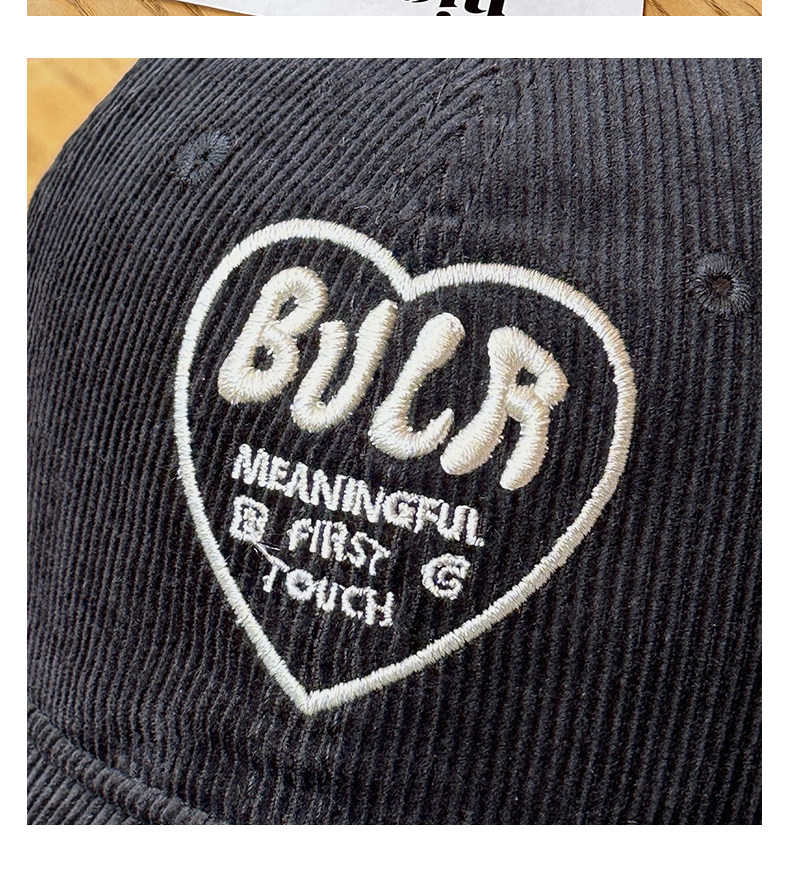 BULR
MEANINGFUL
B FIRST G
TOUCH